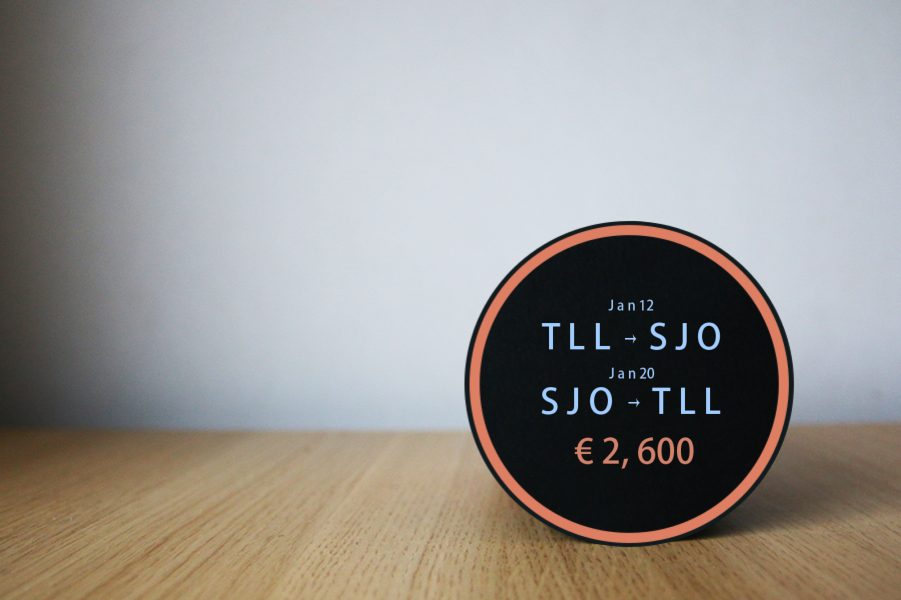 Jan 12
TLL → SJO
Jan 20
SJO → TLL
€ 2, 600